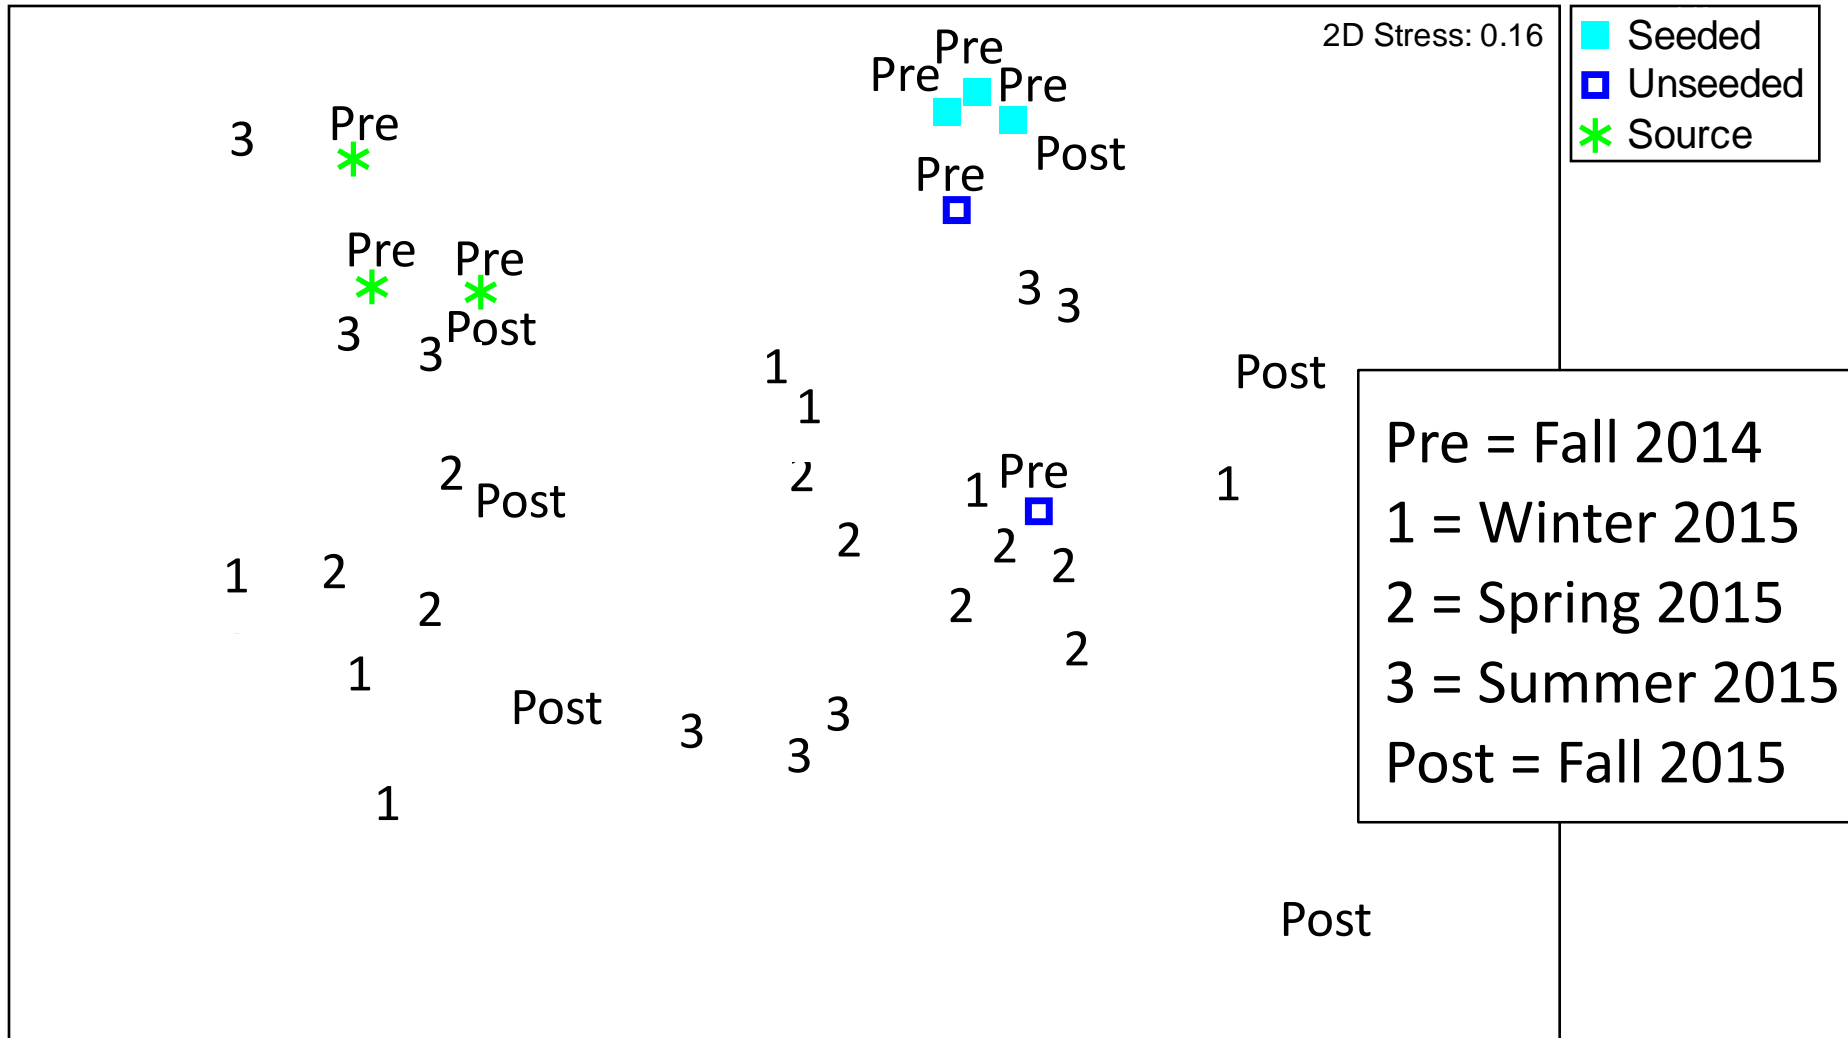 2D Stress: 0.16
Seeded
Unseeded
Source
Pre
Pre
Pre
Pre
3
Post
Pre
Pre
Pre
3
3
3
Post
3
1
Post
1
Pre
2
2
1
1
Post
2
2
2
1
2
2
2
2
1
Post
3
3
3
1
Post
Pre = Fall 2014
1 = Winter 2015
2 = Spring 2015
3 = Summer 2015
Post = Fall 2015